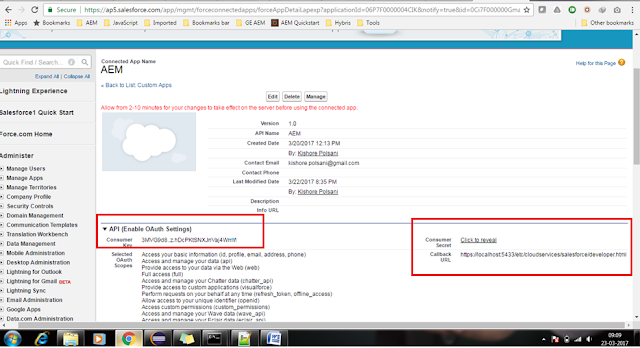 Secure | https://ap5.salesforce.com/app/mgmt/forceconnectedapps/forceAppDetail.apexp?applicationId=
Apps Bookmarks JavaScript Imported Bookmarks bar GE AEM AEM Quickstart Hybris Tools Other bookmarks
Quick Find / Search...
Expand All | Collapse All
Lightning Experience
Salesforce1 Quick Start
Force.com Home
Administer
Manage Users
Manage Apps
Manage Territories
Company Profile
Security Controls
Domain Management
Communication Templates
Translation Workbench
Data Management
Mobile Administration
Desktop Administration
Lightning for Outlook
Lightning for Gmail BETA
Lightning Sync
Email Administration
Google Apps
Data.com Administration
Connected App Name
AEM
Help for this Page
« Back to List: Custom Apps
Edit Delete Manage
Allow from 2-10 minutes for your changes to take effect on the server before using the connected app.
Version 1.0
API Name AEM
Created Date 3/20/2017 12:13 PM
By: Kishore Polsani
Contact Email kishore.polsani@gmail.com
Contact Phone
Last Modified Date 3/22/2017 8:35 PM
By: Kishore Polsani
Description
Info URL
API (Enable OAuth Settings)
Consumer Key
Consumer Secret Click to reveal
Callback URL https://localhost:5433/etc/cloudservices/salesforce/developer.html
Selected OAuth Scopes
Access your basic information (id, profile, email, address, phone)
Access and manage your data (api)
Provide access to your data via the Web (web)
Full access (full)
Access and manage your Chatter data (chatter_api)
Provide access to custom applications (visualforce)
Perform requests on your behalf at any time (refresh_token, offline_access)
Allow access to your unique identifier (openid)
Access custom permissions (custom_permissions)
Access and manage your Wave data (wave_api)
Access and manage your Eclair data (eclair_api)
09:09
23-03-2017